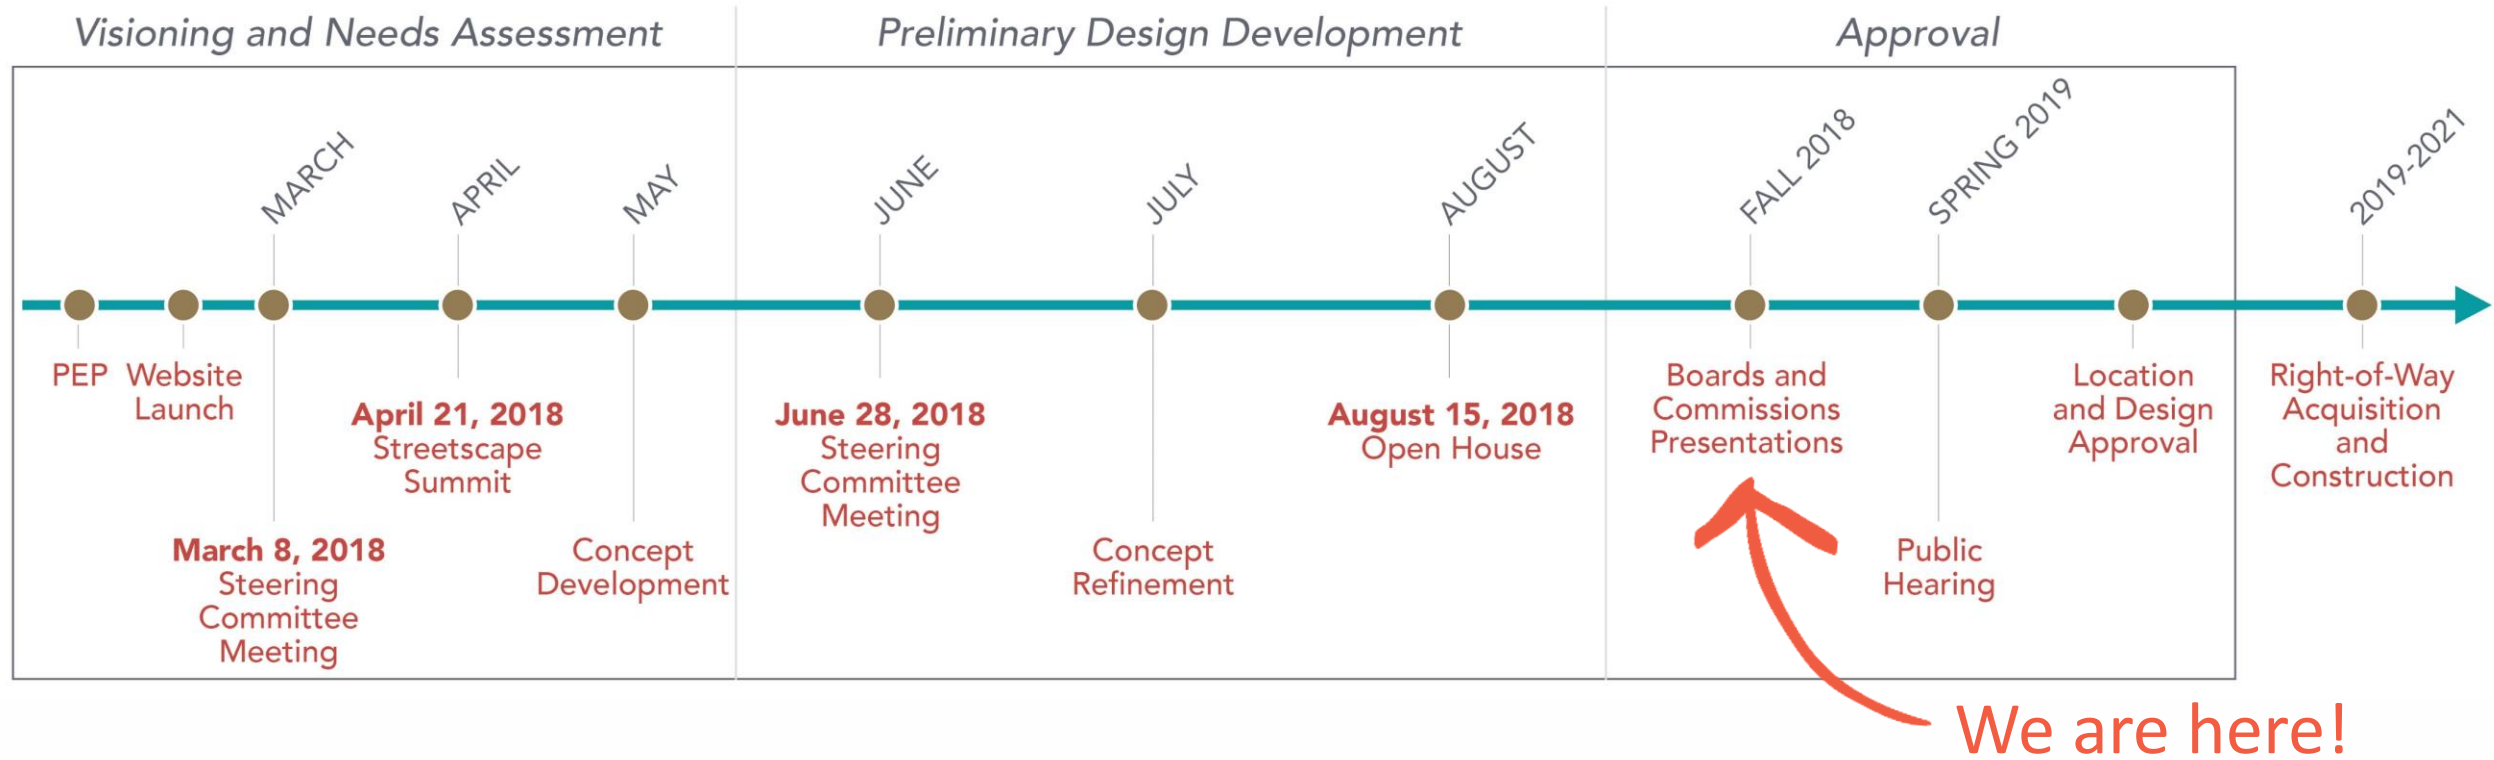 Visioning and Needs Assessment
Preliminary Design Development
Approval
MARCH
APRIL
MAY
JUNE
JULY
AUGUST
FALL 2018
SPRING 2019
2019-2021
PEP
Website
Launch
March 8, 2018
Steering
Committee
Meeting
April 21, 2018
Streetscape
Summit
Concept
Development
June 28, 2018
Steering
Committee
Meeting
Concept
Refinement
August 15, 2018
Open House
Boards and
Commissions
Presentations
Public
Hearing
Location
and Design
Approval
Right-of-Way
Acquisition
and
Construction
We are here!